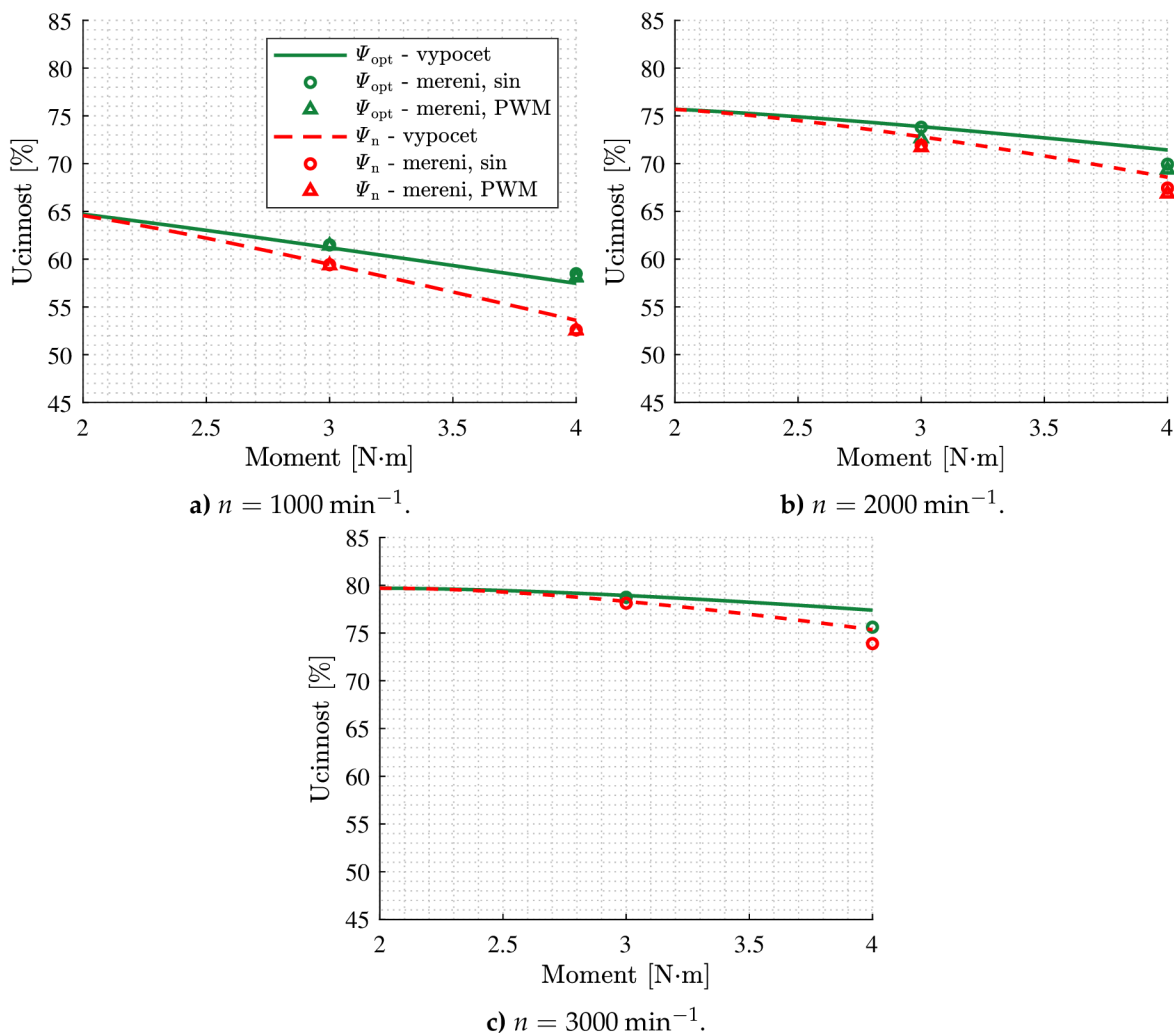 85
80
75
70
65
60
55
50
45
2
2.5
3
3.5
4
Ucinnost [%]
Moment [N·m]
Ψopt - vypocet
Ψopt - mereni, sin
Ψopt - mereni, PWM
Ψn - vypocet
Ψn - mereni, sin
Ψn - mereni, PWM
a) n = 1000 min⁻¹.
85
80
75
70
65
60
55
50
45
2
2.5
3
3.5
4
Ucinnost [%]
Moment [N·m]
b) n = 2000 min⁻¹.
85
80
75
70
65
60
55
50
45
2
2.5
3
3.5
4
Ucinnost [%]
Moment [N·m]
c) n = 3000 min⁻¹.